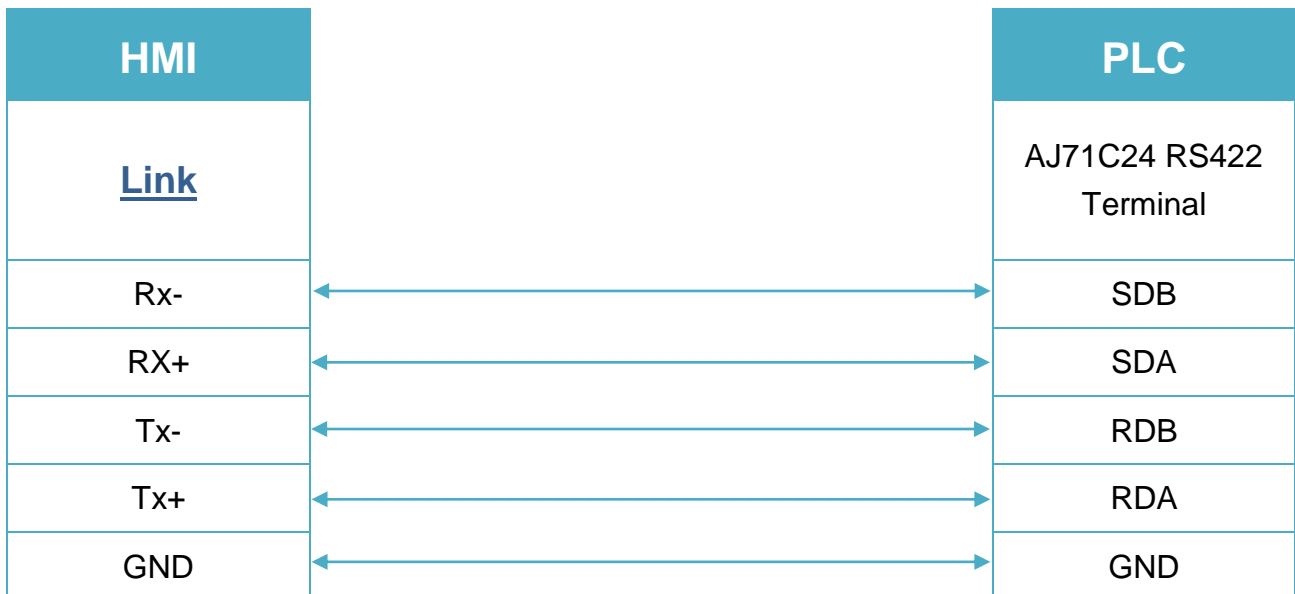 HMI PLC
Link AJ71C24 RS422
Terminal
Rx- SDB
RX+ SDA
Tx- RDB
Tx+ RDA
GND GND